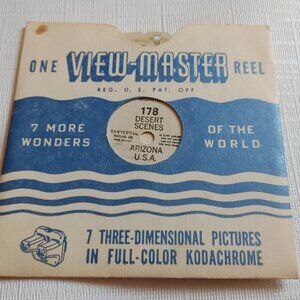 ONE VIEW-MASTER REEL
REG. U. S. PAT. OFF
178
DESERT
SCENES
7 MORE
WONDERS
OF THE
WORLD
SAWYER'S Inc.
ARIZONA
U.S.A.
7 THREE-DIMENSIONAL PICTURES
IN FULL-COLOR KODACHROME